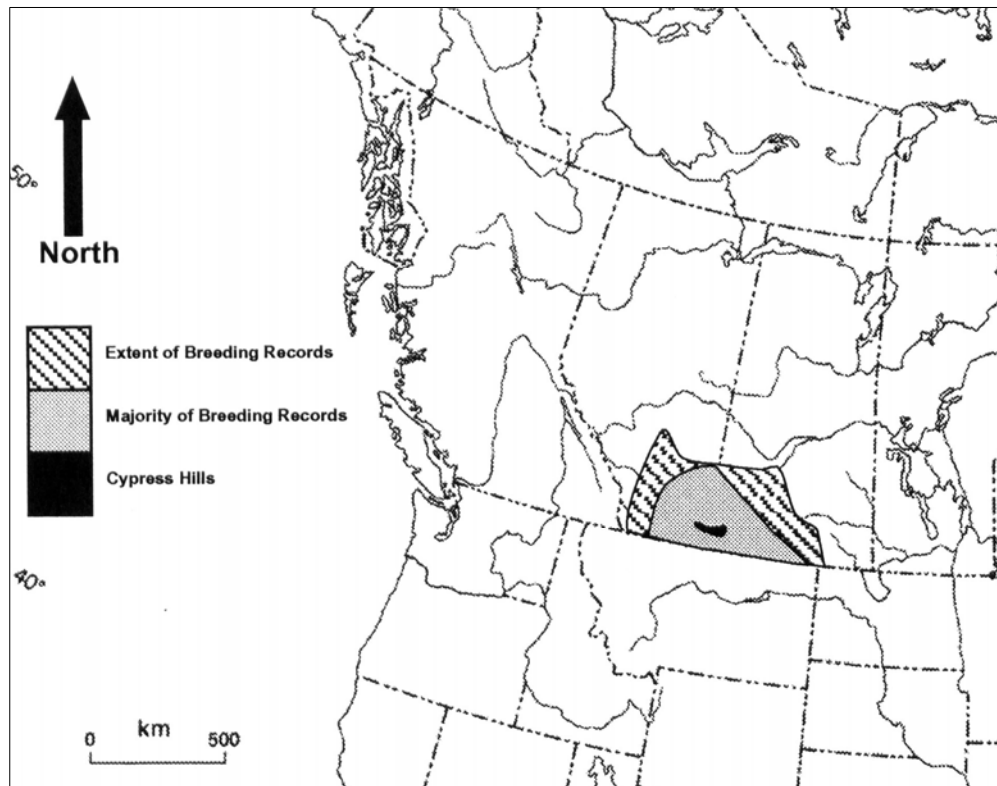 50°
North
Extent of Breeding Records
Majority of Breeding Records
Cypress Hills
40°
km
0 500